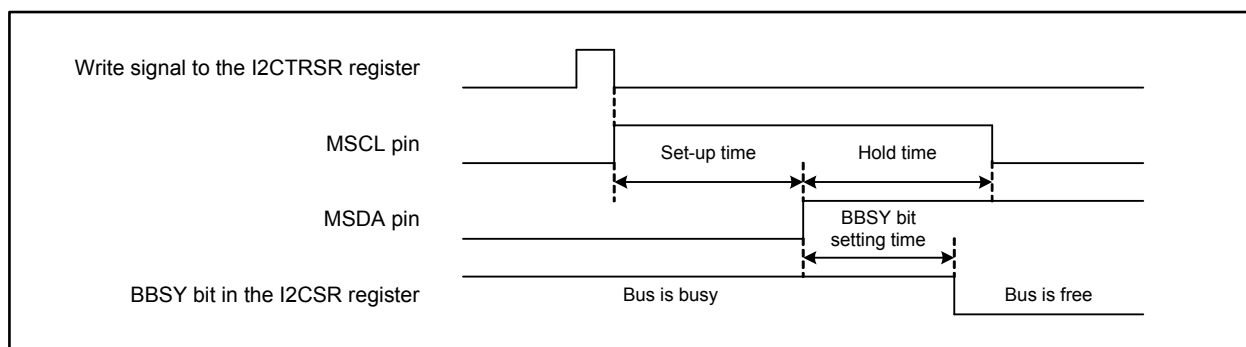 Write signal to the I2CTRSR register
MSCL pin
Set-up time
Hold time
MSDA pin
BBSY bit
setting time
BBSY bit in the I2CSR register
Bus is busy
Bus is free